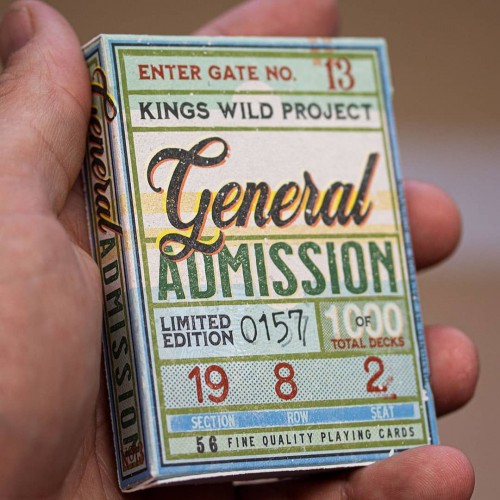 ENTER GATE NO. 13
KINGS WILD PROJECT
General
ADMISSION
LIMITED EDITION 0157 1000 OF TOTAL DECKS
19 8 2
SECTION ROW SEAT
56 FINE QUALITY PLAYING CARDS
General ADMISSION